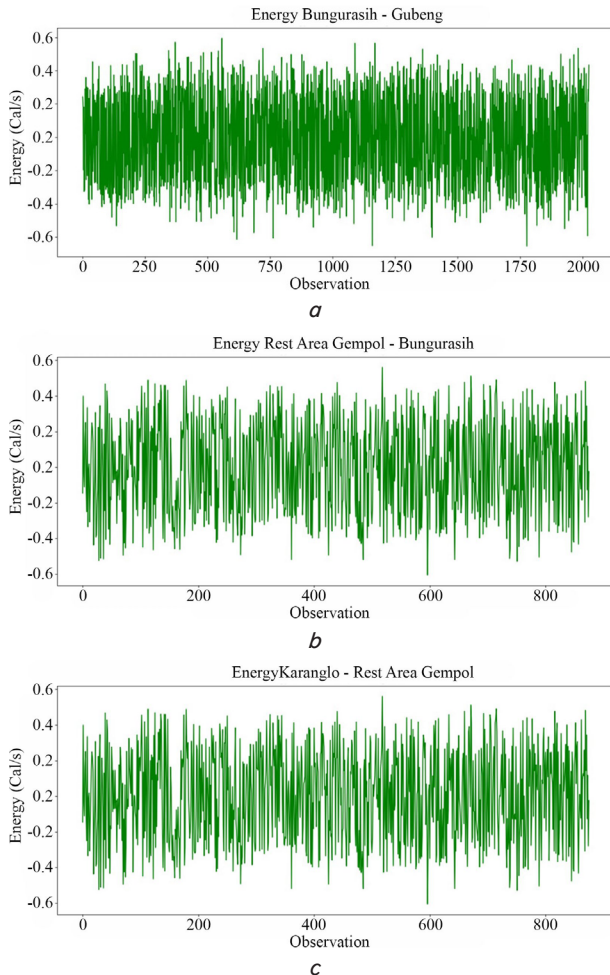 Energy Bungurasih - Gubeng
0.6
0.4
0.2
0.2
-0.2
-0.4
-0.6
Energy (Cal/s)
0 250 500 750 1000 1250 1500 1750 2000
Observation
a
Energy Rest Area Gempol - Bungurasih
0.6
0.4
0.2
0.2
-0.2
-0.4
-0.6
Energy (Cal/s)
0 200 400 600 800
Observation
b
EnergyKaranglo - Rest Area Gempol
0.6
0.4
0.2
0.2
-0.2
-0.4
-0.6
Energy (Cal/s)
0 200 400 600 800
Observation
c